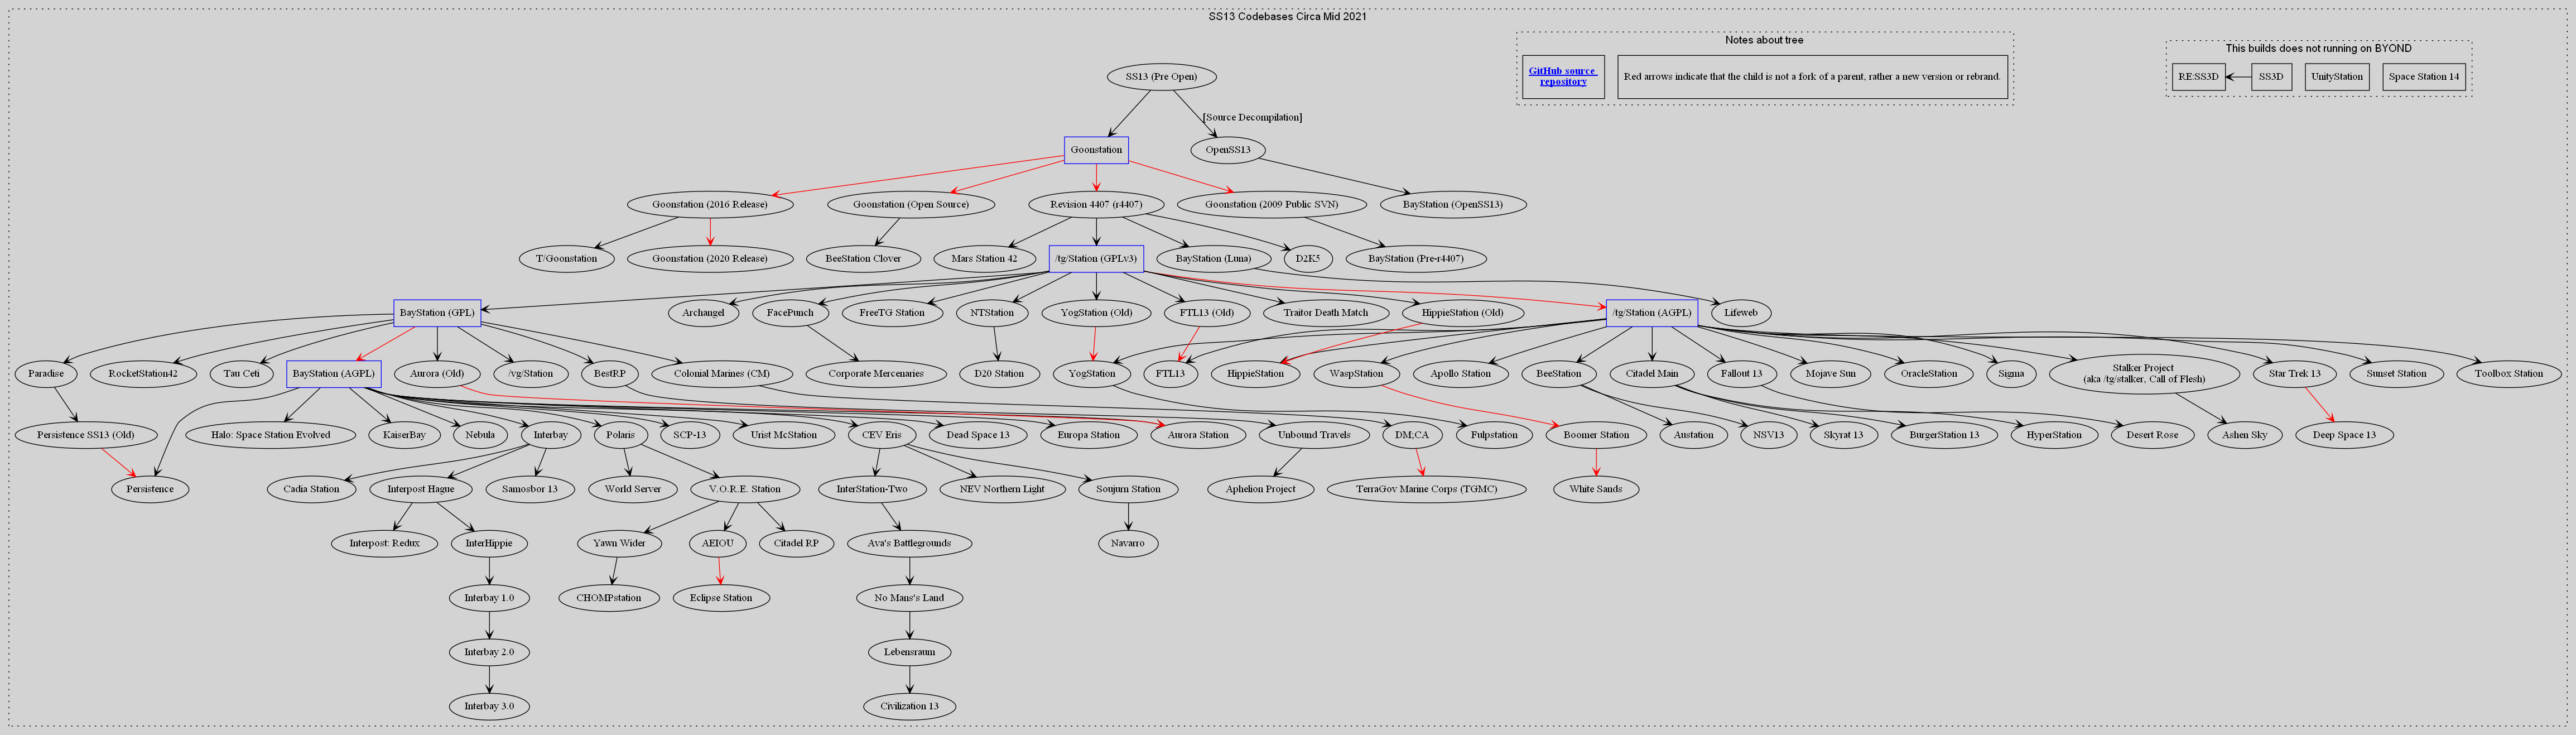 SS13 Codebases Circa Mid 2021
Notes about tree
GitHub source
repository
Red arrows indicate that the child is not a fork of a parent, rather a new version or rebrand.
This builds does not running on BYOND
RE:SS3D
SS3D
UnityStation
Space Station 14
SS13 (Pre Open)
[Source Decompilation]
Goonstation
OpenSS13
Goonstation (2016 Release)
Goonstation (Open Source)
Revision 4407 (r4407)
Goonstation (2009 Public SVN)
BayStation (OpenSS13)
T/Goonstation
Goonstation (2020 Release)
BeeStation Clover
Mars Station 42
/tg/Station (GPLv3)
BayStation (Luna)
D2K5
BayStation (Pre-r4407)
BayStation (GPL)
Archangel
FacePunch
FreeTG Station
NTStation
YogStation (Old)
FTL13 (Old)
Traitor Death Match
HippieStation (Old)
/tg/Station (AGPL)
Lifeweb
Paradise
RocketStation42
Tau Ceti
BayStation (AGPL)
Aurora (Old)
/vg/Station
BestRP
Colonial Marines (CM)
Corporate Mercenaries
D20 Station
YogStation
FTL13
HippieStation
WaspStation
Apollo Station
BeeStation
Citadel Main
Fallout 13
Mojave Sun
OracleStation
Sigma
Stalker Project
(aka /tg/stalker, Call of Flesh)
Star Trek 13
Sunset Station
Toolbox Station
Persistence SS13 (Old)
Halo: Space Station Evolved
KaiserBay
Nebula
Interbay
Polaris
SCP-13
Urist McStation
CEV Eris
Dead Space 13
Europa Station
Aurora Station
Unbound Travels
DM;CA
Fulpstation
Boomer Station
Austation
NSV13
Skyrat 13
BurgerStation 13
HyperStation
Desert Rose
Ashen Sky
Deep Space 13
Persistence
Cadia Station
Interpost Hague
Samosbor 13
World Server
V.O.R.E. Station
InterStation-Two
NEV Northern Light
Soujurn Station
Aphelion Project
TerraGov Marine Corps (TGMC)
White Sands
Interpost: Redux
InterHippie
Yawn Wider
AEIOU
Citadel RP
Ava's Battlegrounds
Navarro
Interbay 1.0
CHOMPstation
Eclipse Station
No Mans's Land
Interbay 2.0
Lebensraum
Interbay 3.0
Civilization 13